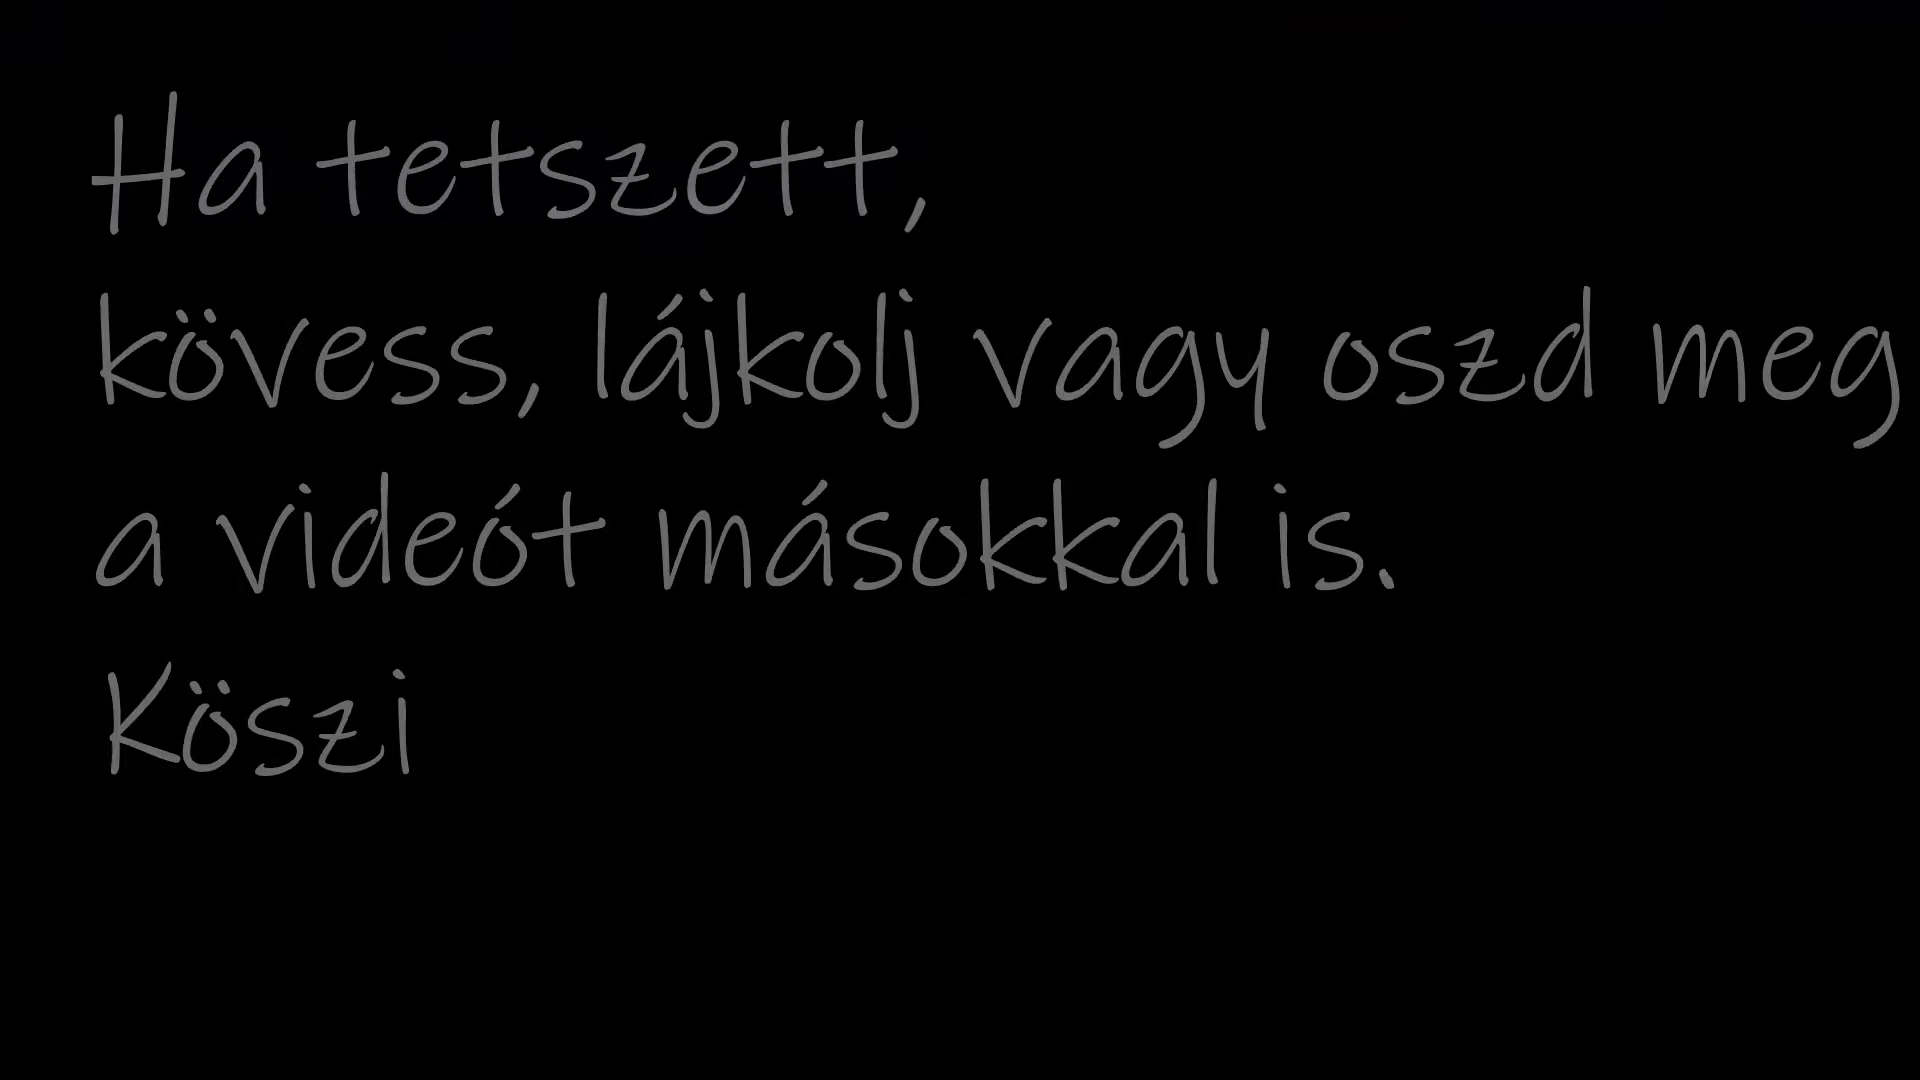 Ha tetszett,
kövess, lájkolj vagy oszd meg
a videót másokkal is.
Köszi